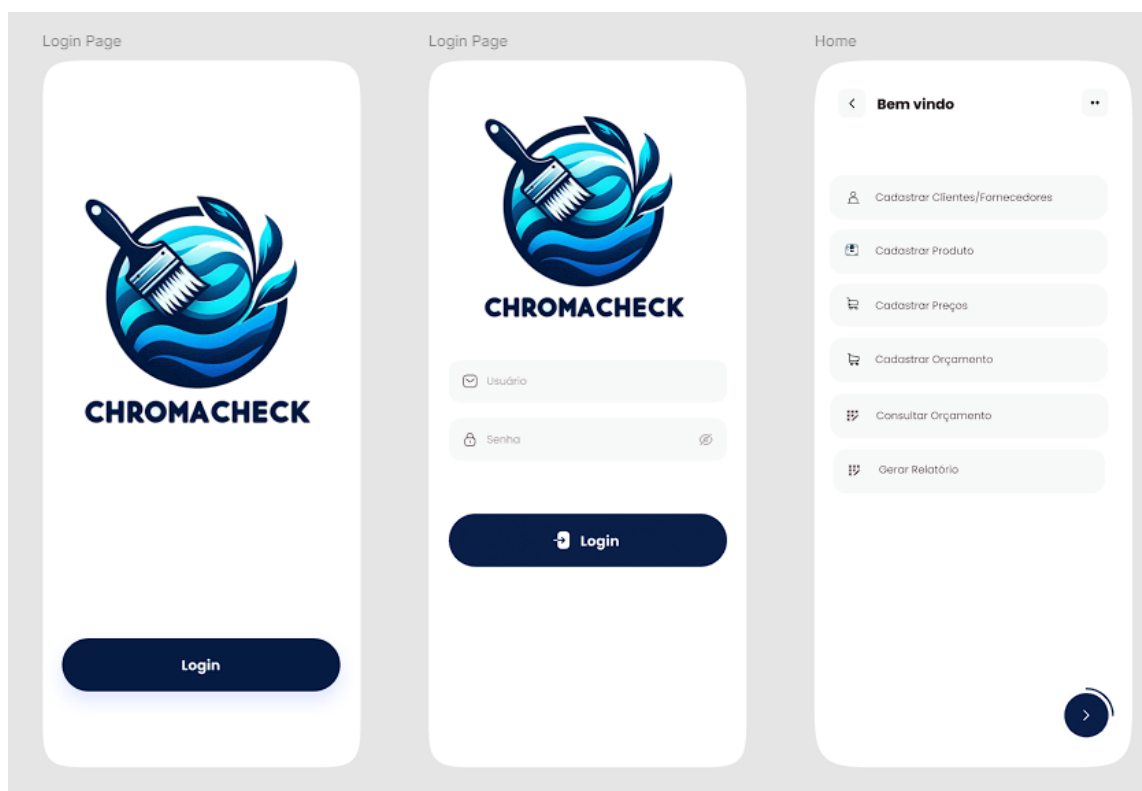 Login Page
CHROMACHECK
Login
Login Page
CHROMACHECK
Usuário
Senha
Login
Home
Bem vindo
Cadastrar Clientes/Fornecedores
Cadastrar Produto
Cadastrar Preços
Cadastrar Orçamento
Consultar Orçamento
Gerar Relatório